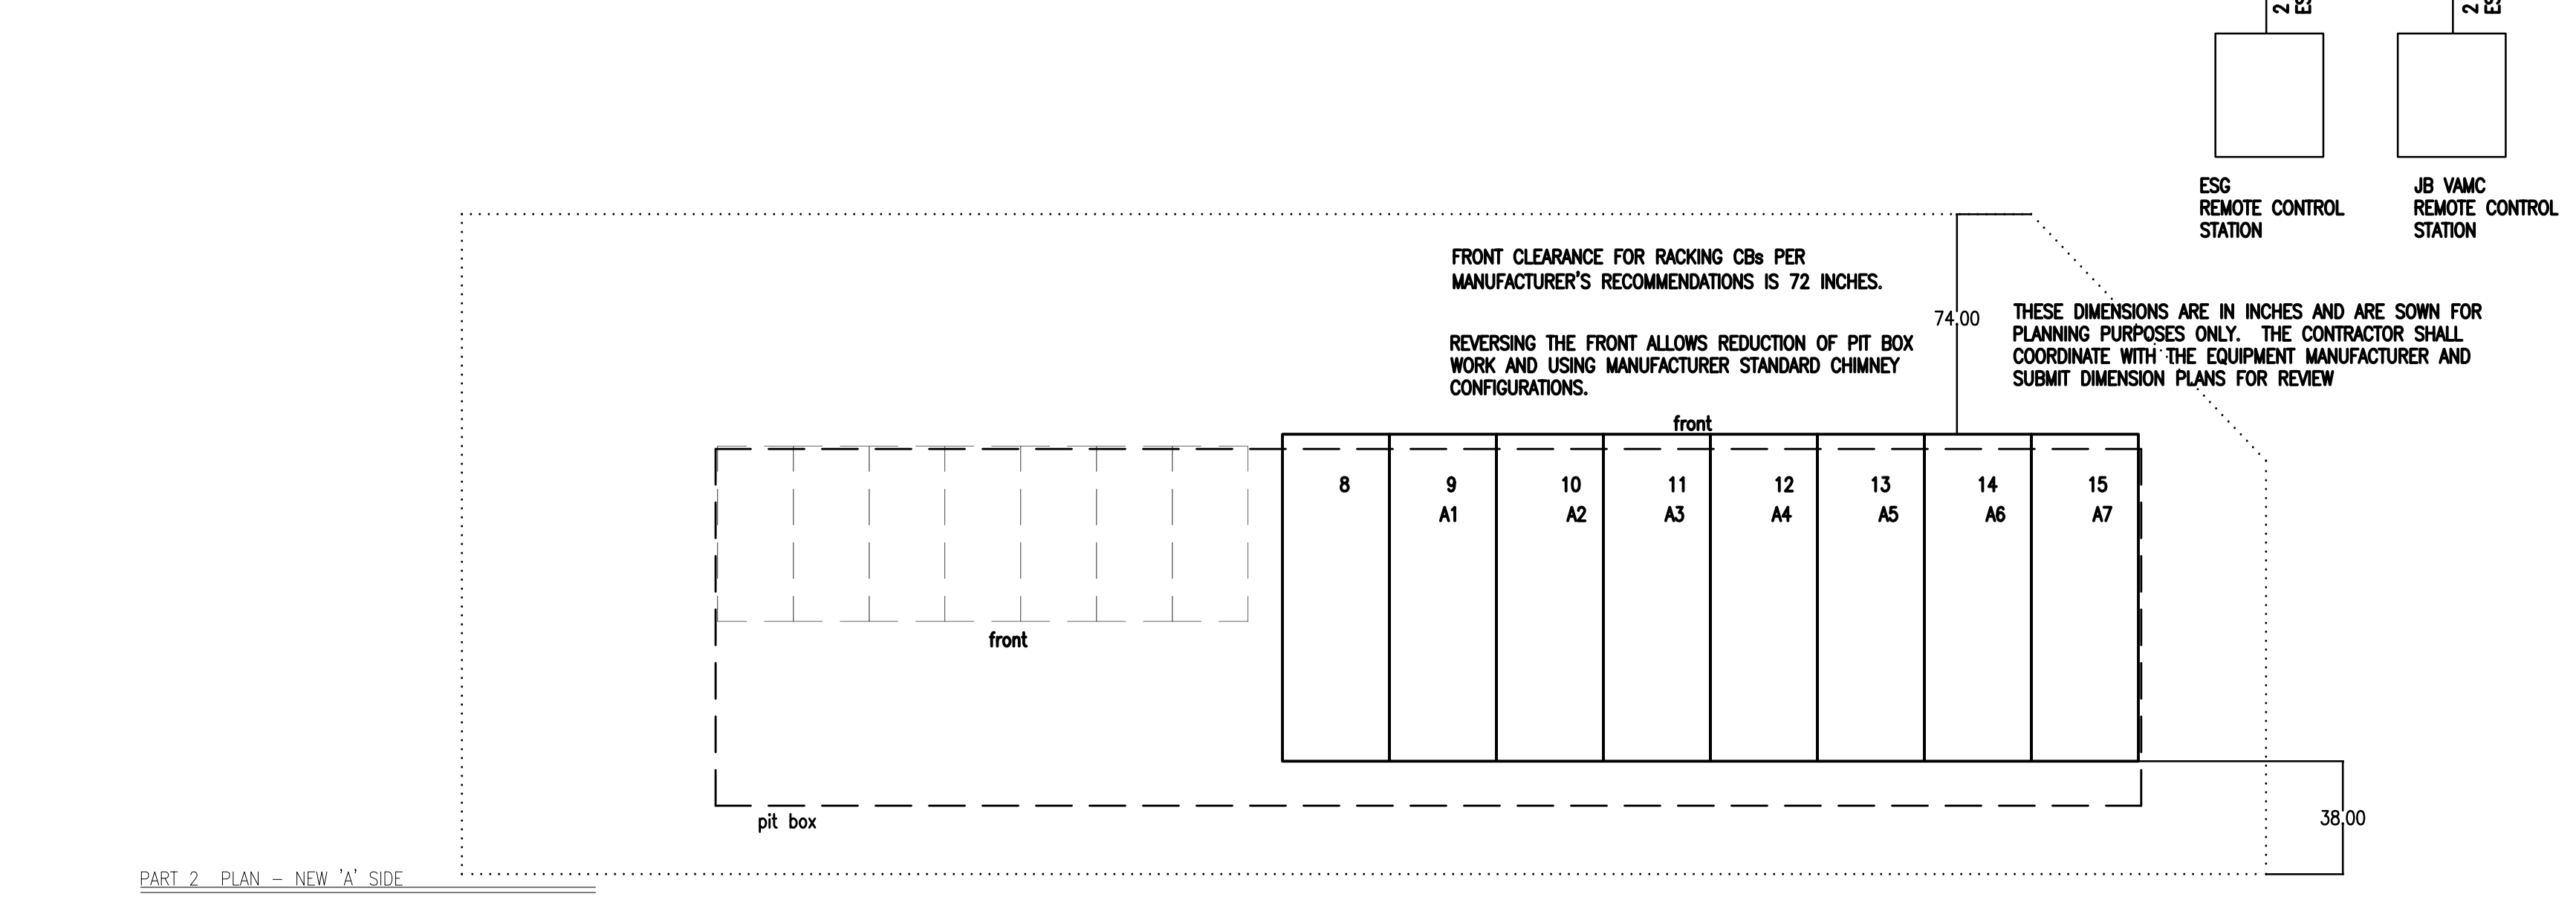 2
ES
2
ES
ESG
REMOTE CONTROL
STATION
JB VAMC
REMOTE CONTROL
STATION
FRONT CLEARANCE FOR RACKING CBs PER
MANUFACTURER'S RECOMMENDATIONS IS 72 INCHES.
REVERSING THE FRONT ALLOWS REDUCTION OF PIT BOX
WORK AND USING MANUFACTURER STANDARD CHIMNEY
CONFIGURATIONS.
74.00
THESE DIMENSIONS ARE IN INCHES AND ARE SOWN FOR
PLANNING PURPOSES ONLY. THE CONTRACTOR SHALL
COORDINATE WITH THE EQUIPMENT MANUFACTURER AND
SUBMIT DIMENSION PLANS FOR REVIEW
front
8 9 10 11 12 13 14 15
A1 A2 A3 A4 A5 A6 A7
front
pit box
38.00
PART 2 PLAN – NEW 'A' SIDE